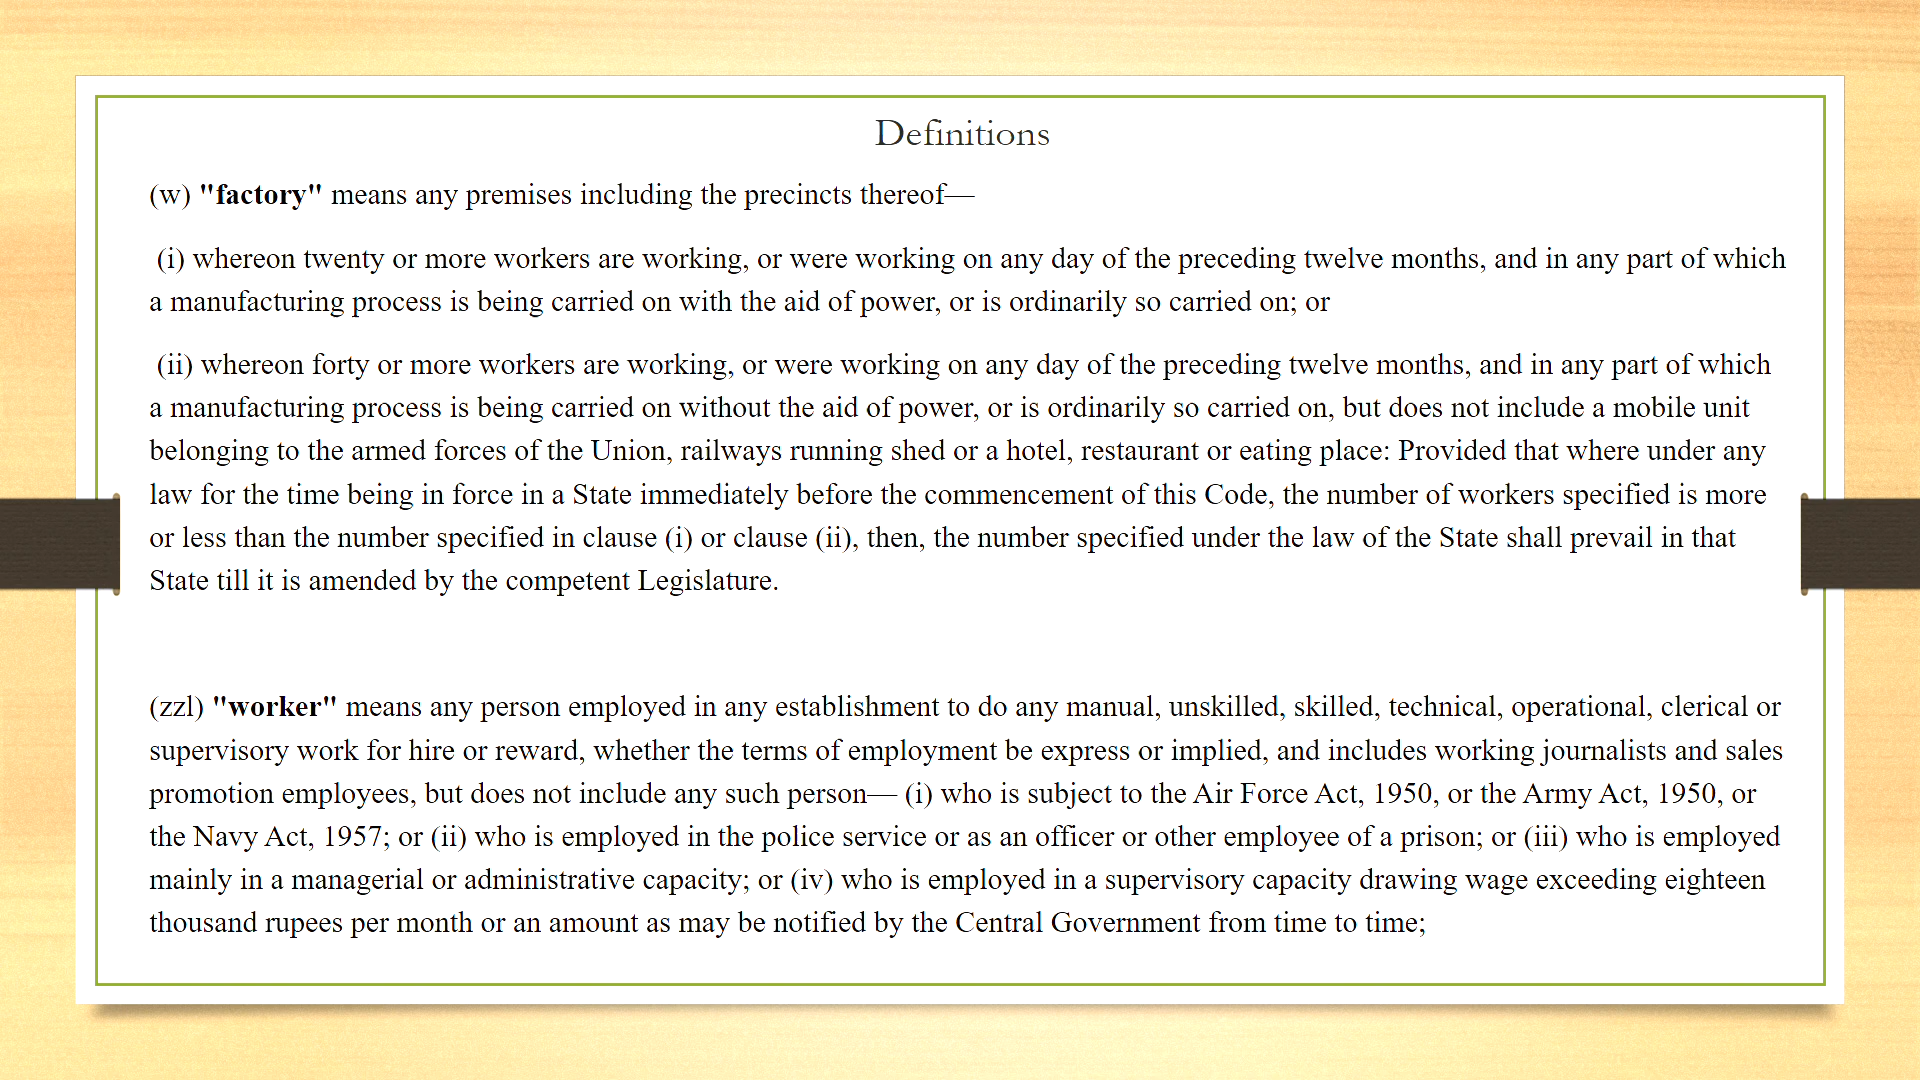 Definitions
(w) "factory" means any premises including the precincts thereof—
(i) whereon twenty or more workers are working, or were working on any day of the preceding twelve months, and in any part of which
a manufacturing process is being carried on with the aid of power, or is ordinarily so carried on; or
(ii) whereon forty or more workers are working, or were working on any day of the preceding twelve months, and in any part of which
a manufacturing process is being carried on without the aid of power, or is ordinarily so carried on, but does not include a mobile unit
belonging to the armed forces of the Union, railways running shed or a hotel, restaurant or eating place: Provided that where under any
law for the time being in force in a State immediately before the commencement of this Code, the number of workers specified is more
or less than the number specified in clause (i) or clause (ii), then, the number specified under the law of the State shall prevail in that
State till it is amended by the competent Legislature.
(zzl) "worker" means any person employed in any establishment to do any manual, unskilled, skilled, technical, operational, clerical or
supervisory work for hire or reward, whether the terms of employment be express or implied, and includes working journalists and sales
promotion employees, but does not include any such person— (i) who is subject to the Air Force Act, 1950, or the Army Act, 1950, or
the Navy Act, 1957; or (ii) who is employed in the police service or as an officer or other employee of a prison; or (iii) who is employed
mainly in a managerial or administrative capacity; or (iv) who is employed in a supervisory capacity drawing wage exceeding eighteen
thousand rupees per month or an amount as may be notified by the Central Government from time to time;